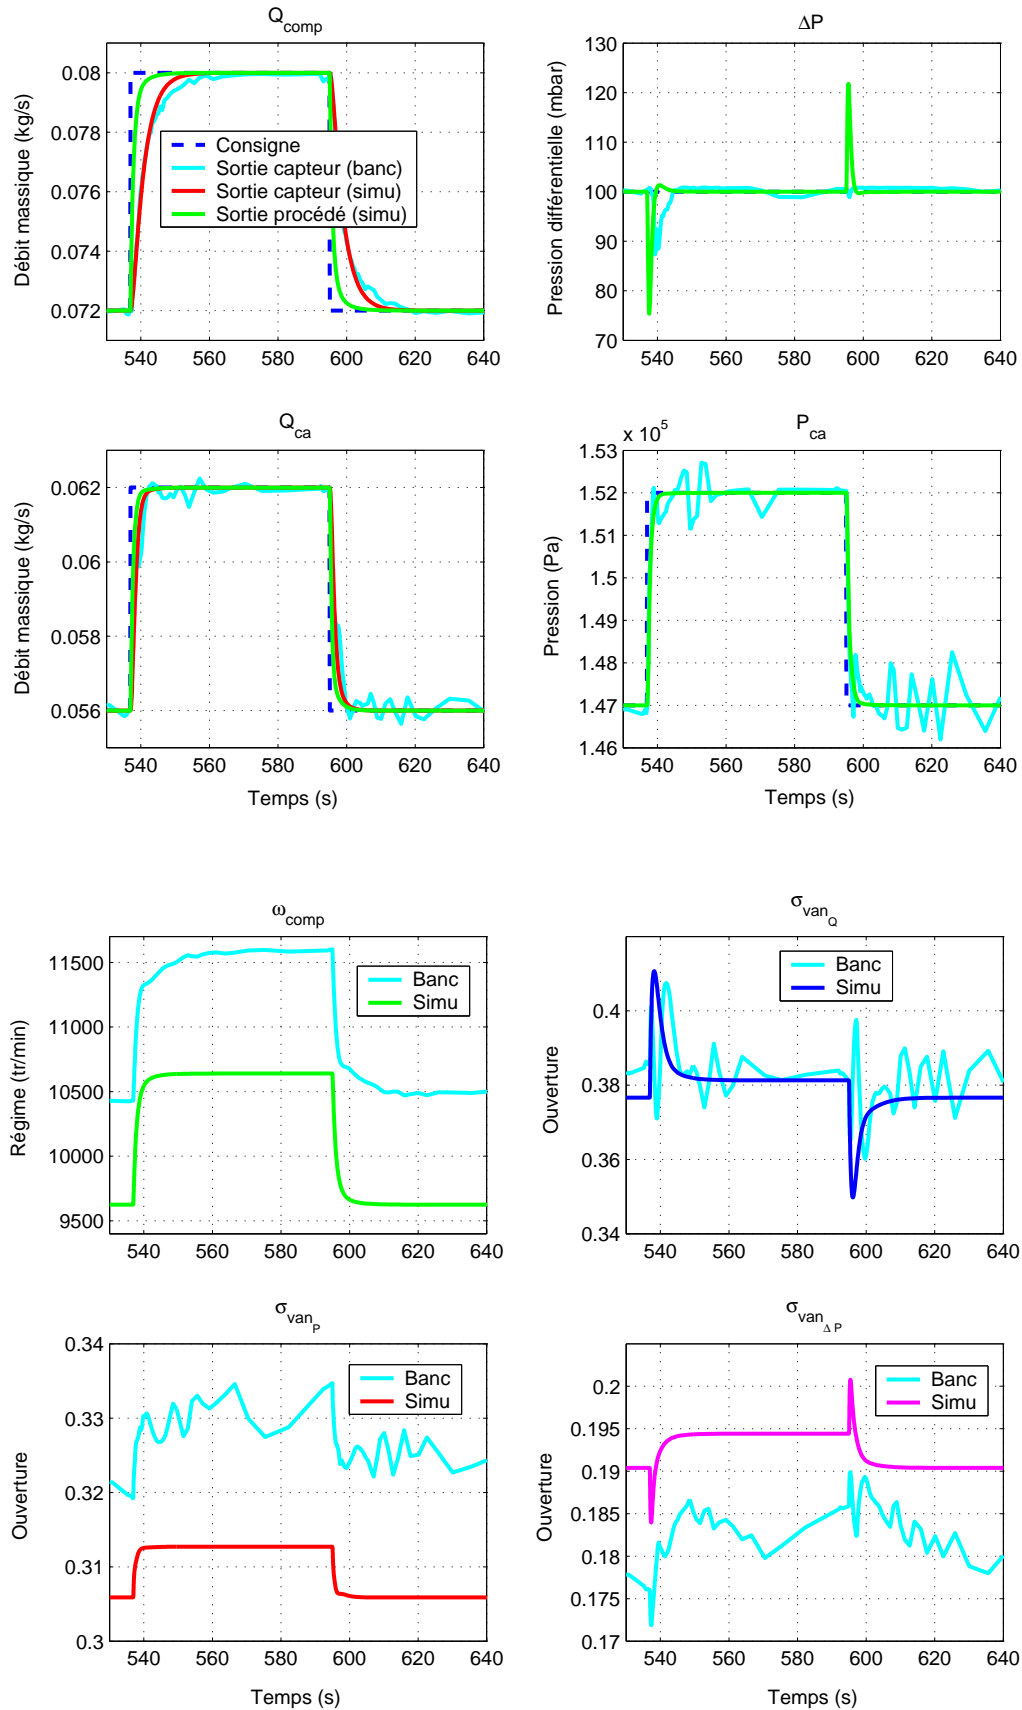 Q_comp
Débit massique (kg/s)
0.08
0.078
0.076
0.074
0.072
Consigne
Sortie capteur (banc)
Sortie capteur (simu)
Sortie procédé (simu)
540 560 580 600 620 640
ΔP
Pression différentielle (mbar)
130
120
110
100
90
80
70
540 560 580 600 620 640
Q_ca
Débit massique (kg/s)
0.062
0.06
0.058
0.056
540 560 580 600 620 640
Temps (s)
P_ca
x 10^5
Pression (Pa)
1.53
1.52
1.51
1.5
1.49
1.48
1.47
1.46
540 560 580 600 620 640
Temps (s)
ω_comp
Régime (tr/min)
11500
11000
10500
10000
9500
Banc
Simu
540 560 580 600 620 640
σ_van_Q
Ouverture
0.4
0.38
0.36
0.34
Banc
Simu
540 560 580 600 620 640
σ_van_P
Ouverture
0.34
0.33
0.32
0.31
0.3
Banc
Simu
540 560 580 600 620 640
Temps (s)
σ_van_ΔP
Ouverture
0.2
0.195
0.19
0.185
0.18
0.175
0.17
Banc
Simu
540 560 580 600 620 640
Temps (s)